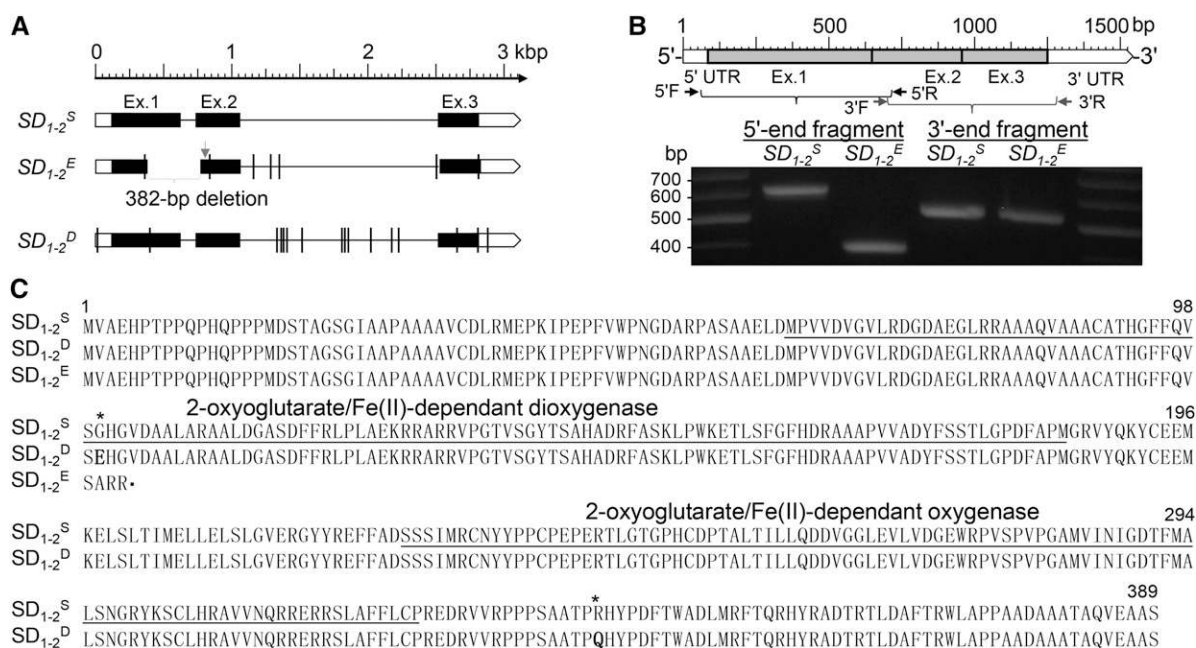 A
0 1 2 3 kbp
Ex.1 Ex.2 Ex.3
SD1-2S
SD1-2E
382-bp deletion
SD1-2D
B
1 500 1000 1500 bp
5'- -3'
5' UTR Ex.1 Ex.2 Ex.3 3' UTR
5'F 5'R
3'F 3'R
5'-end fragment 3'-end fragment
bp SD1-2S SD1-2E SD1-2S SD1-2E
700
600
500
400
C
1 98
SD1-2S MVAEHPTPPQPHQPPPMDSTAGSGIAAPAAAAVCDLRMEPKIPEPFVWPNGDARPASAAELDMPVVDVGVLRDGDAEGLRRAAAQVAAACATHGFFQV
SD1-2D MVAEHPTPPQPHQPPPMDSTAGSGIAAPAAAAVCDLRMEPKIPEPFVWPNGDARPASAAELDMPVVDVGVLRDGDAEGLRRAAAQVAAACATHGFFQV
SD1-2E MVAEHPTPPQPHQPPPMDSTAGSGIAAPAAAAVCDLRMEPKIPEPFVWPNGDARPASAAELDMPVVDVGVLRDGDAEGLRRAAAQVAAACATHGFFQV
* 2-oxyoglutarate/Fe(II)-dependant dioxygenase 196
SD1-2S SGHGVDAALARAALDGASDFFRLPLAEKRRARRVPGTVSGYTSAHADRFASKLPWKETLSFGFHDRAAAPVVADYFSSTLGPDFAPMGRVYQKYCEEM
SD1-2D SEHGVDAALARAALDGASDFFRLPLAEKRRARRVPGTVSGYTSAHADRFASKLPWKETLSFGFHDRAAAPVVADYFSSTLGPDFAPMGRVYQKYCEEM
SD1-2E SARR.
2-oxyoglutarate/Fe(II)-dependant oxygenase 294
SD1-2S KELSLTIMELLELSLGVERGYYREFFADSSSIMRCNYYPPCPEPERTLGTGPHCDPTALTILLQDDVGGLEVLVDGEWRPVSPVPGAMVINIGDTFMA
SD1-2D KELSLTIMELLELSLGVERGYYREFFADSSSIMRCNYYPPCPEPERTLGTGPHCDPTALTILLQDDVGGLEVLVDGEWRPVSPVPGAMVINIGDTFMA
* 389
SD1-2S LSNGRYKSCLHRAVVNQRRERRSLAFFLCPREDRVVRPPPSAATPRHYPDFTWADLMRFTQRHYRADTRTLDAFTRWLAPPAADAAATAQVEAAS
SD1-2D LSNGRYKSCLHRAVVNQRRERRSLAFFLCPREDRVVRPPPSAATPQHYPDFTWADLMRFTQRHYRADTRTLDAFTRWLAPPAADAAATAQVEAAS